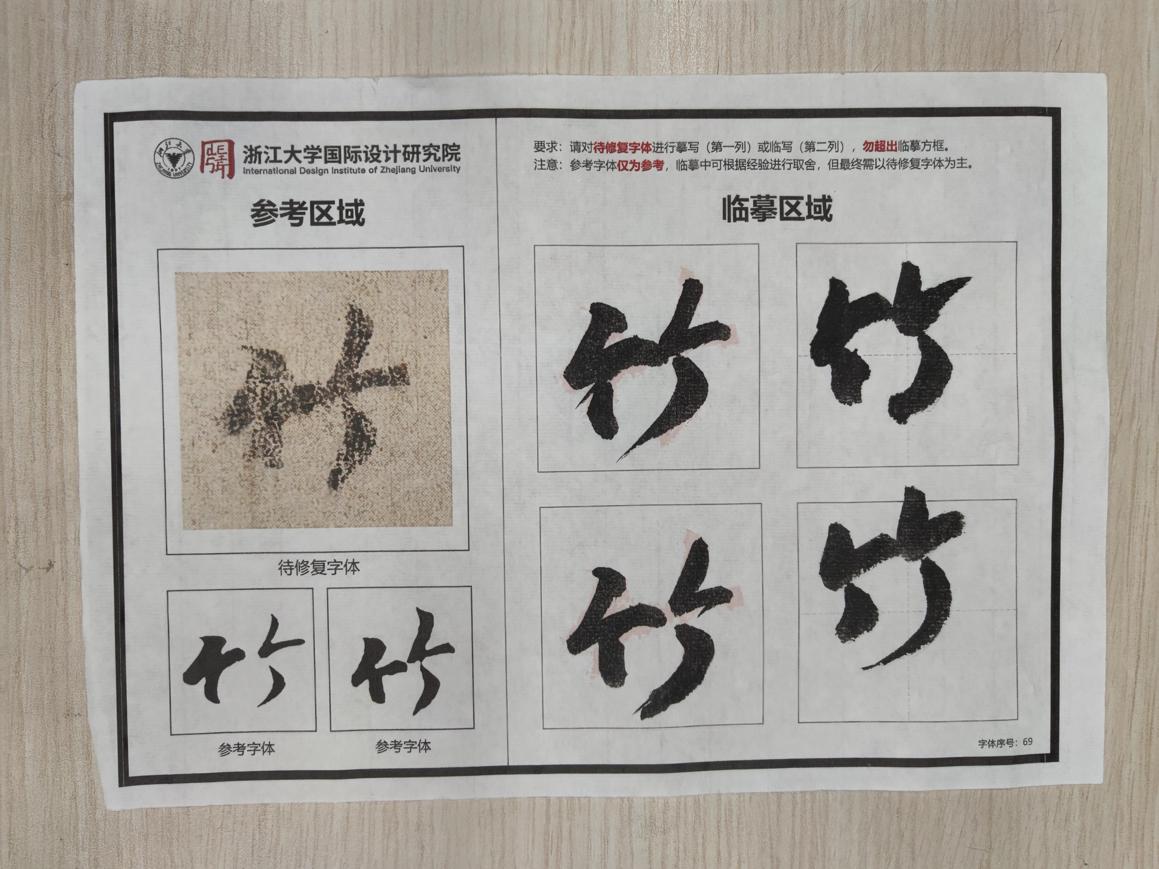 浙江大学国际设计研究院
International Design Institute of Zhejiang University
参考区域
竹
待修复字体
竹 竹
参考字体 参考字体
要求：请对待修复字体进行摹写（第一列）或临写（第二列），勿超出临摹方框。
注意：参考字体仅为参考，临摹中可根据经验进行取舍，但最终需以待修复字体为主。
临摹区域
竹 竹
竹 竹
字体序号：69